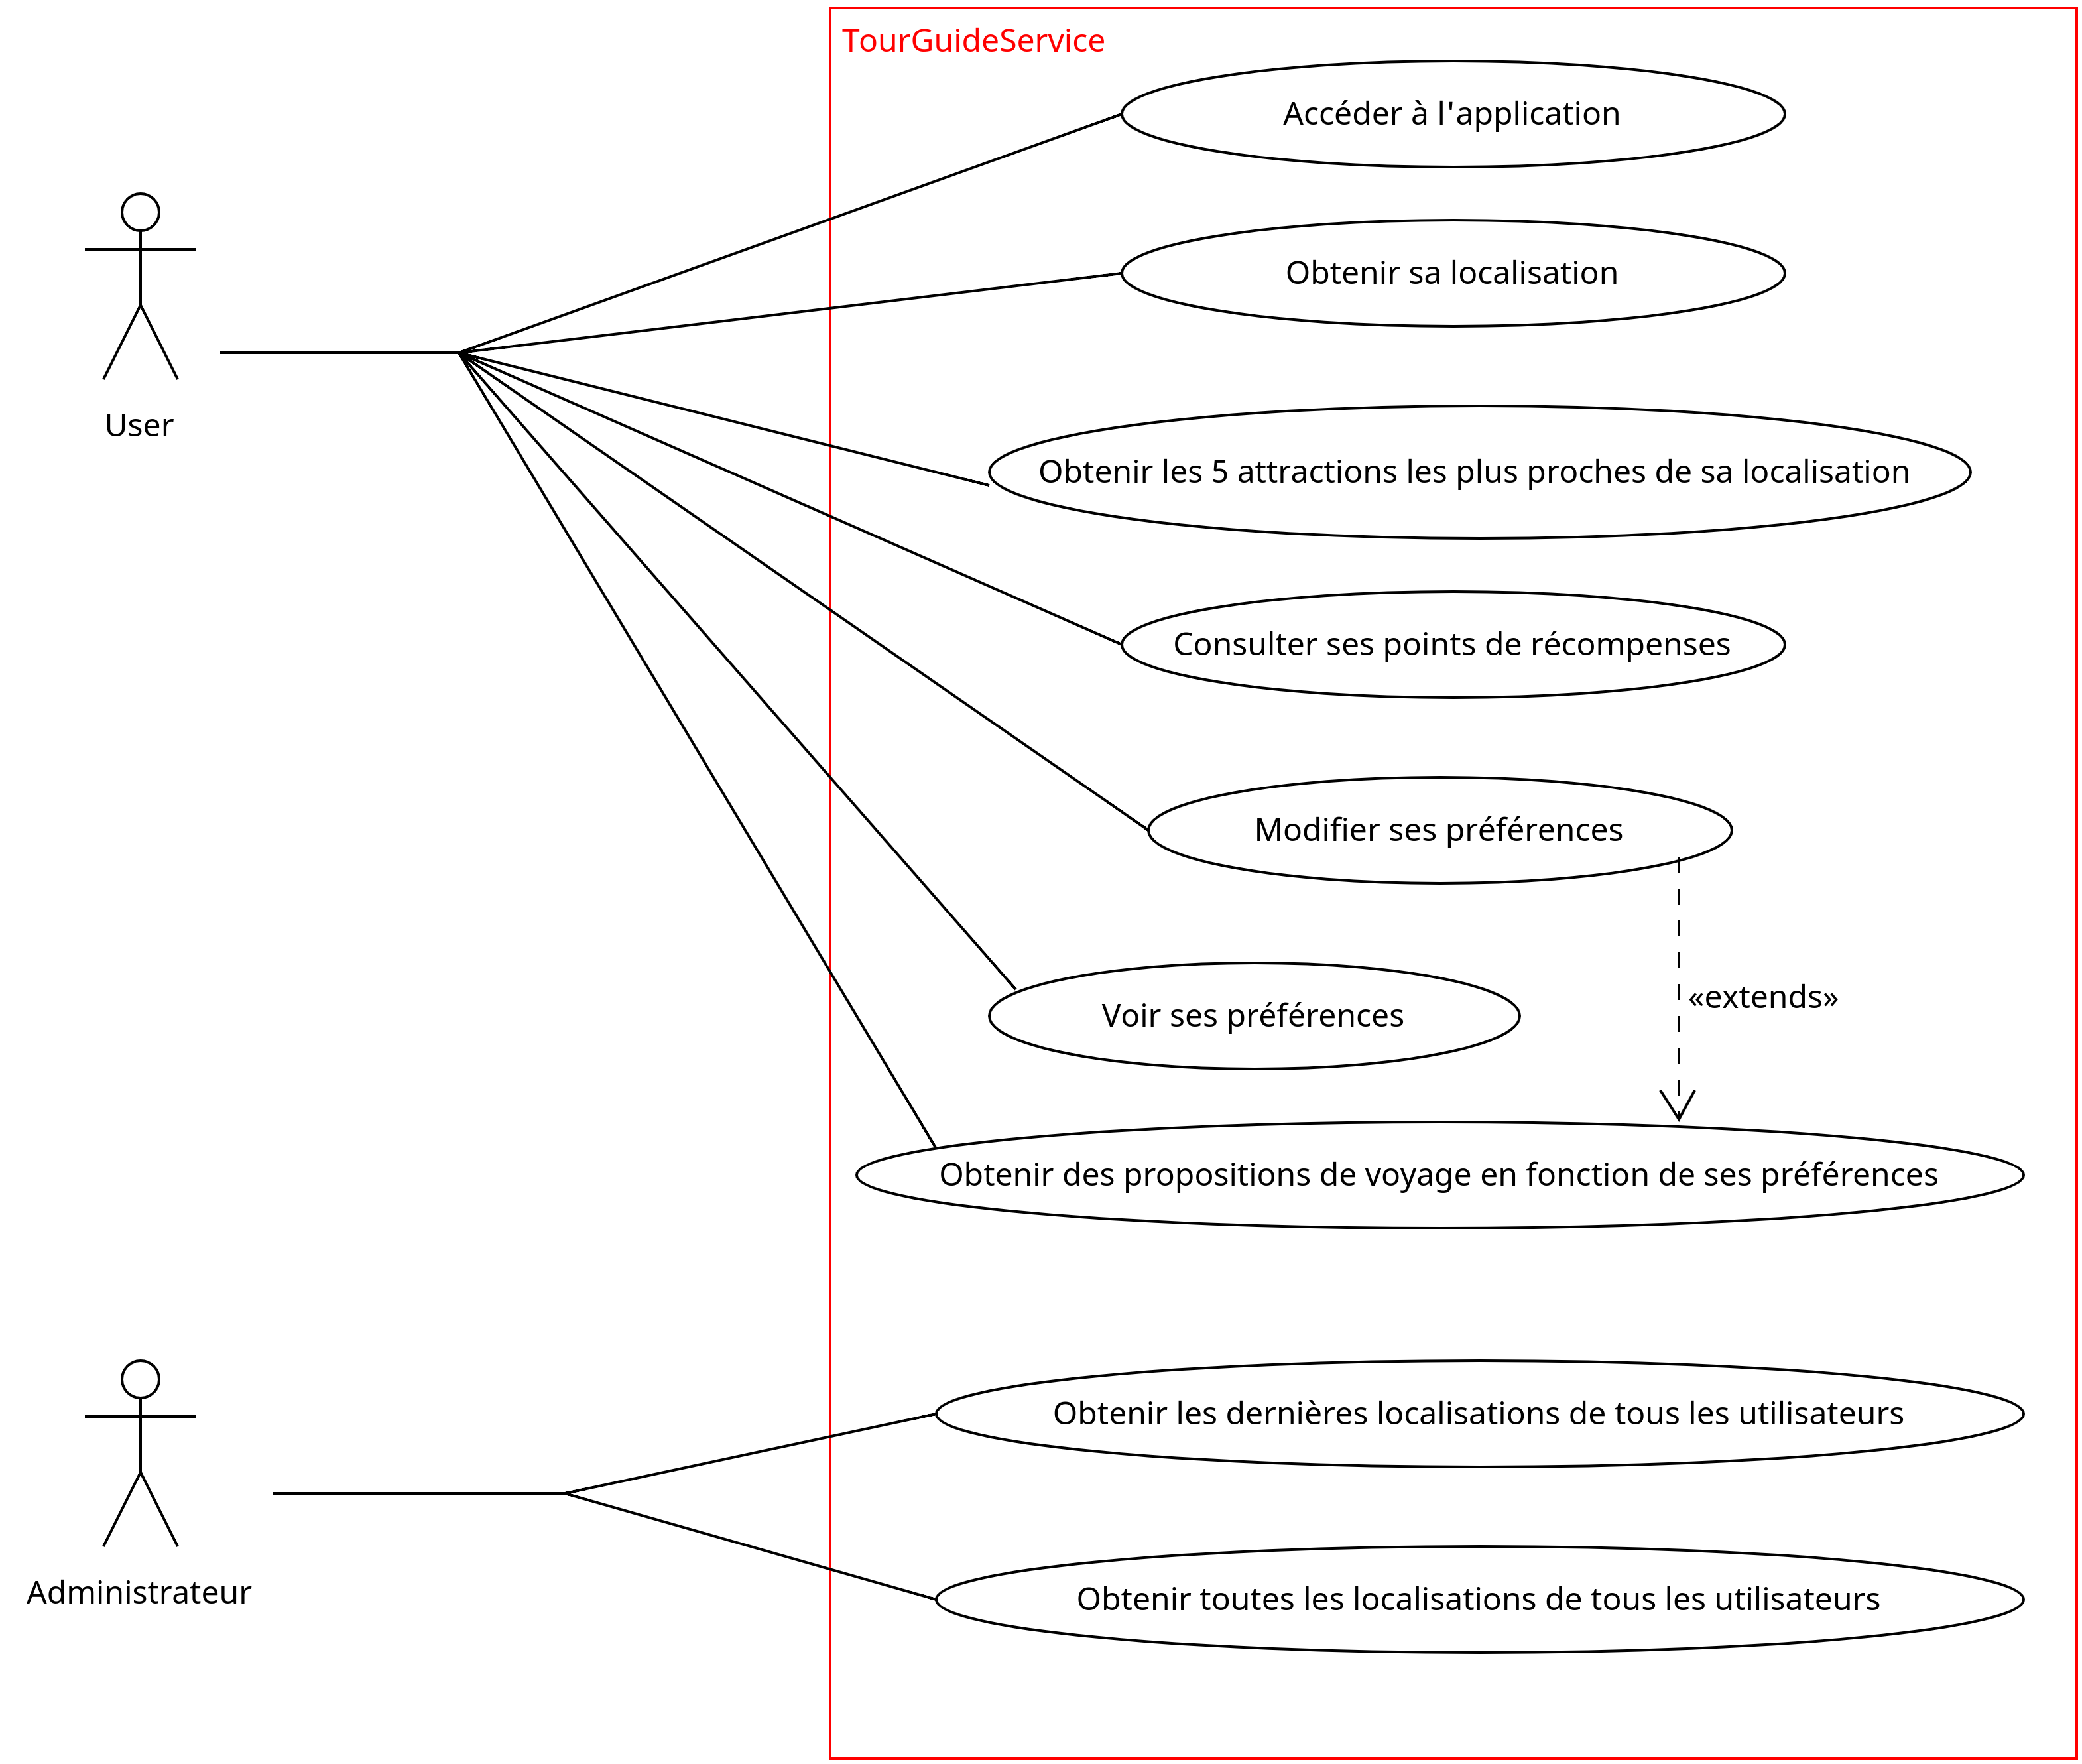 TourGuideService
Accéder à l'application
Obtenir sa localisation
User
Obtenir les 5 attractions les plus proches de sa localisation
Consulter ses points de récompenses
Modifier ses préférences
«extends»
Voir ses préférences
Obtenir des propositions de voyage en fonction de ses préférences
Obtenir les dernières localisations de tous les utilisateurs
Administrateur
Obtenir toutes les localisations de tous les utilisateurs